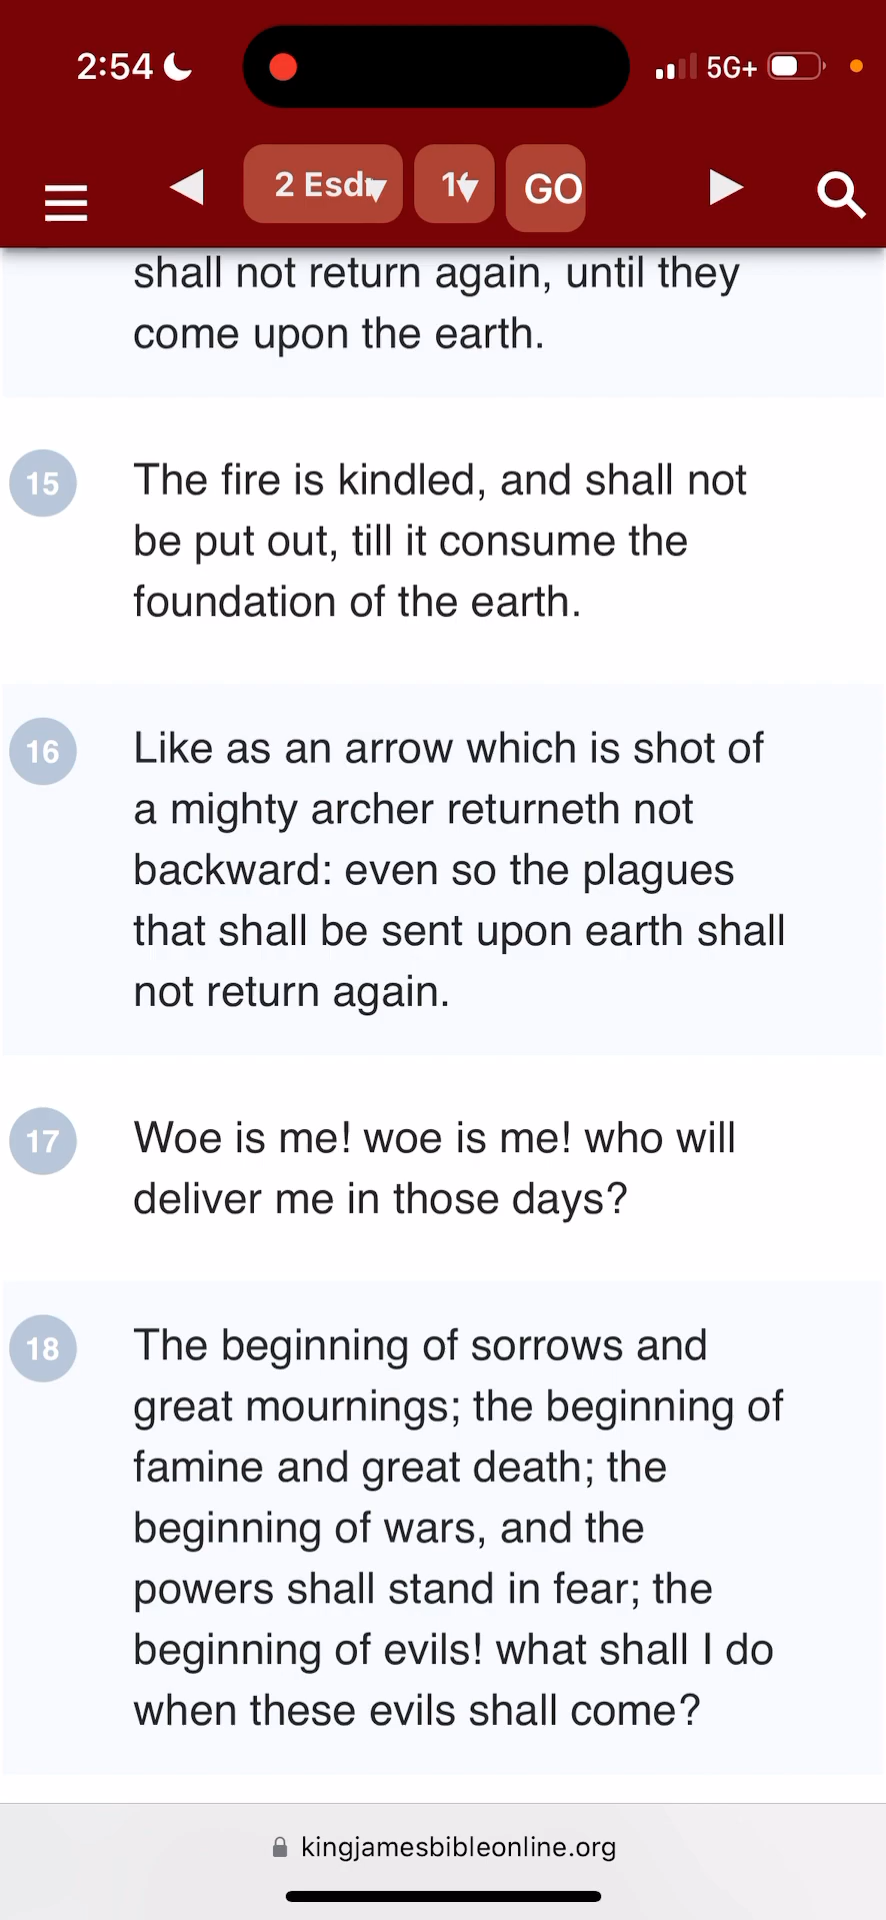 2:54
5G+
2 Esdr
GO
shall not return again, until they
come upon the earth.
15
The fire is kindled, and shall not
be put out, till it consume the
foundation of the earth.
16
Like as an arrow which is shot of
a mighty archer returneth not
backward: even so the plagues
that shall be sent upon earth shall
not return again.
17
Woe is me! woe is me! who will
deliver me in those days?
18
The beginning of sorrows and
great mournings; the beginning of
famine and great death; the
beginning of wars, and the
powers shall stand in fear; the
beginning of evils! what shall I do
when these evils shall come?
kingjamesbibleonline.org